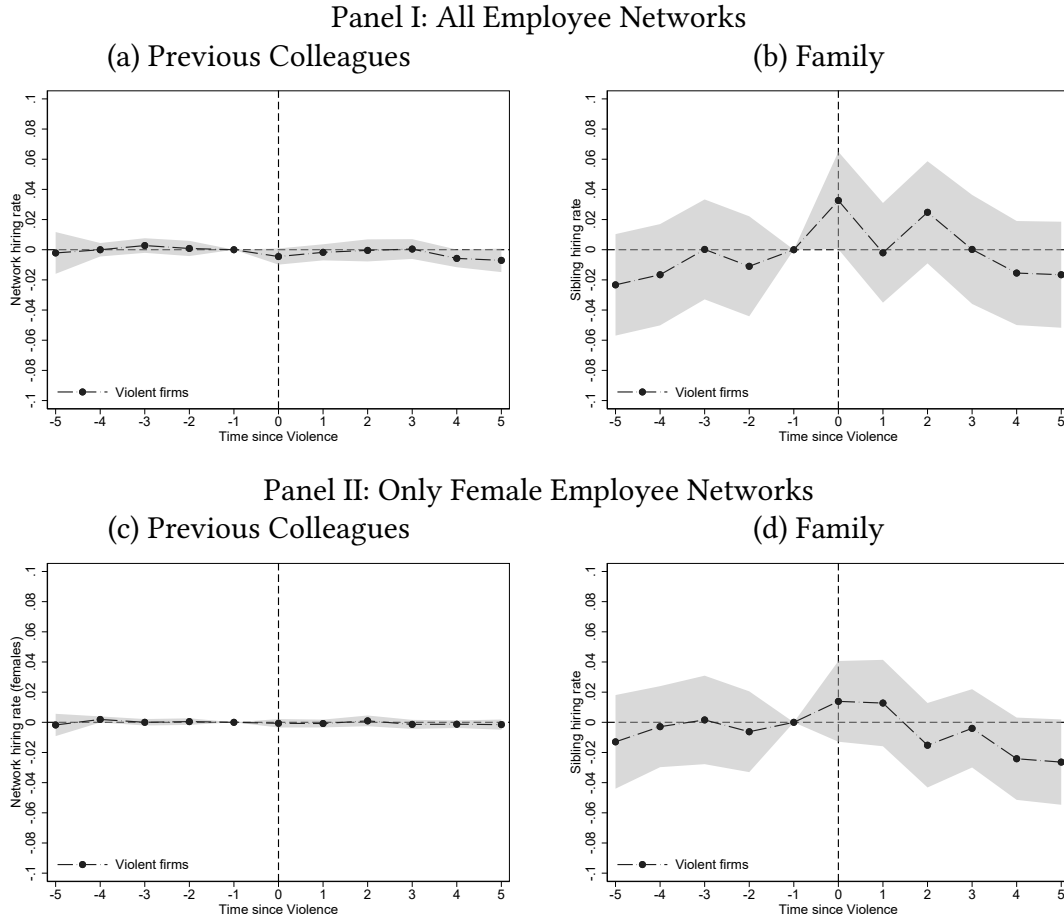 Panel I: All Employee Networks
(a) Previous Colleagues
(b) Family
Network hiring rate
.1
.08
.06
.04
.02
0
-.02
-.04
-.06
-.08
-.1
Violent firms
-5 -4 -3 -2 -1 0 1 2 3 4 5
Time since Violence
Sibling hiring rate
.1
.08
.06
.04
.02
0
-.02
-.04
-.06
-.08
-.1
Violent firms
-5 -4 -3 -2 -1 0 1 2 3 4 5
Time since Violence
Panel II: Only Female Employee Networks
(c) Previous Colleagues
(d) Family
Network hiring rate (females)
.1
.08
.06
.04
.02
0
-.02
-.04
-.06
-.08
-.1
Violent firms
-5 -4 -3 -2 -1 0 1 2 3 4 5
Time since Violence
Sibling hiring rate
.1
.08
.06
.04
.02
0
-.02
-.04
-.06
-.08
-.1
Violent firms
-5 -4 -3 -2 -1 0 1 2 3 4 5
Time since Violence